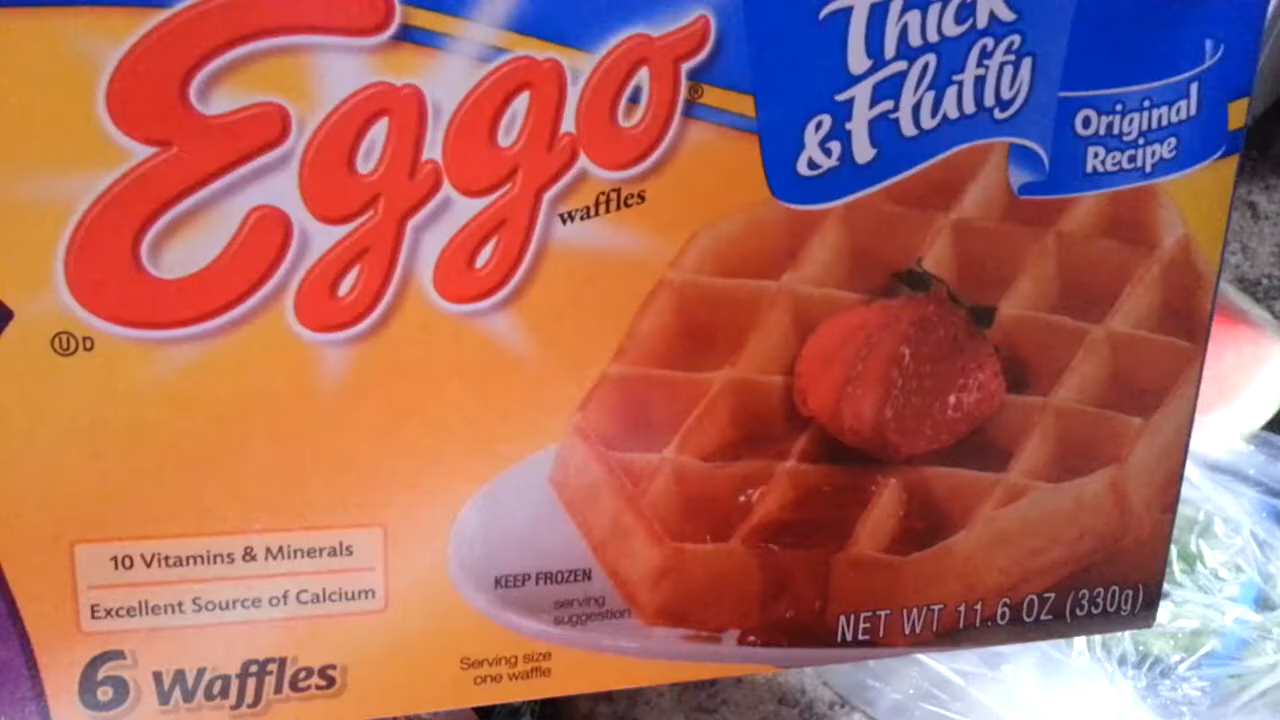 Eggo®
waffles
Thick
& Fluffy
Original
Recipe
U D
10 Vitamins & Minerals
Excellent Source of Calcium
6 Waffles
KEEP FROZEN
serving
suggestion
Serving size
one waffle
NET WT 11.6 OZ (330g)